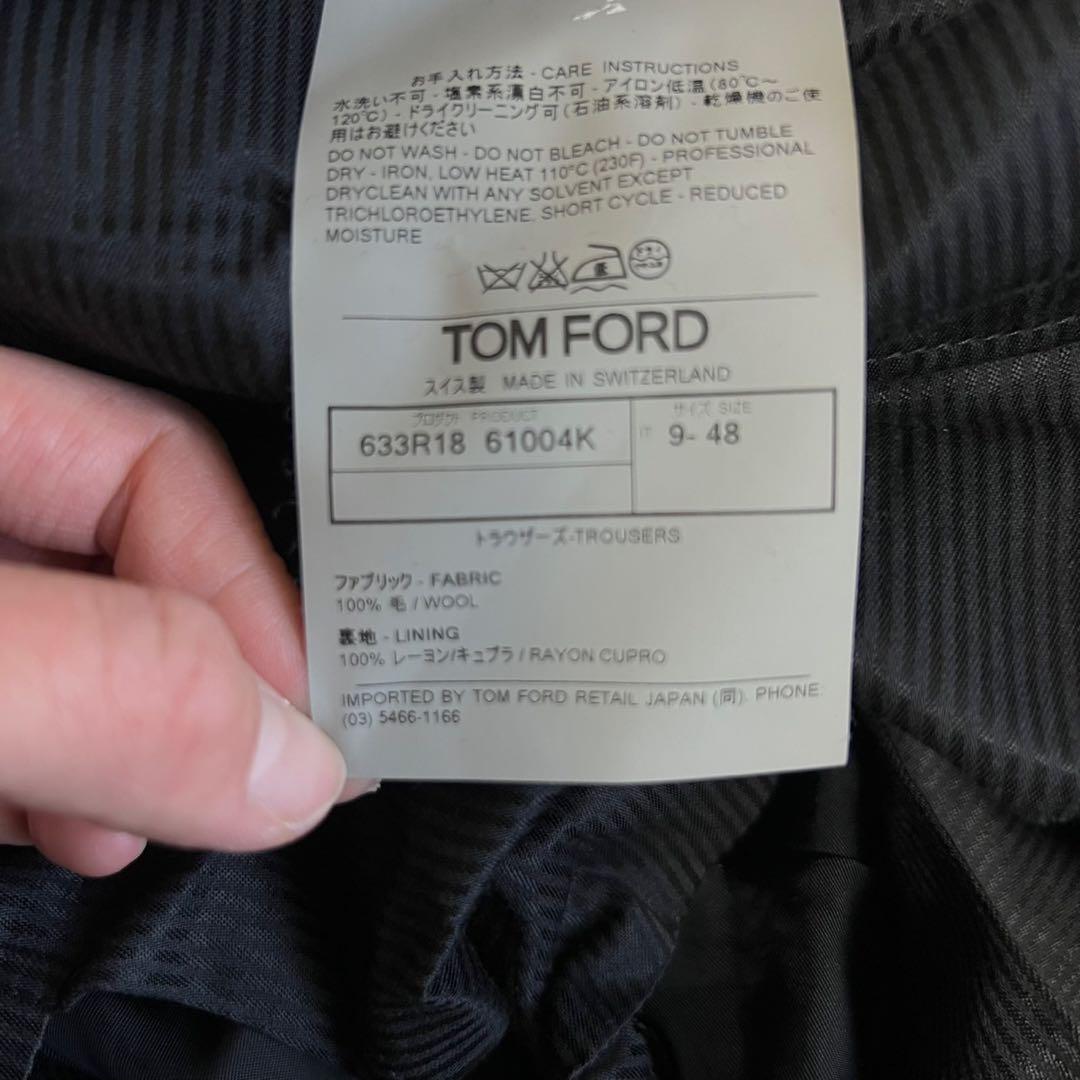 お手入れ方法 - CARE INSTRUCTIONS
水洗い不可 - 塩素系漂白不可 - アイロン低温 (80℃~
120℃) - ドライクリーニング可 (石油系溶剤) - 乾燥機のご使
用はお避けください
DO NOT WASH - DO NOT BLEACH - DO NOT TUMBLE
DRY - IRON, LOW HEAT 110°C (230F) - PROFESSIONAL
DRYCLEAN WITH ANY SOLVENT EXCEPT
TRICHLOROETHYLENE, SHORT CYCLE - REDUCED
MOISTURE
TOM FORD
スイス製 MADE IN SWITZERLAND
プロダクト PRODUCT
633R18 61004K
サイズ SIZE
IT 9- 48
トラウザーズ-TROUSERS
ファブリック - FABRIC
100% 毛 / WOOL
裏地 - LINING
100% レーヨン/キュプラ / RAYON CUPRO
IMPORTED BY TOM FORD RETAIL JAPAN (同). PHONE:
(03) 5466-1166